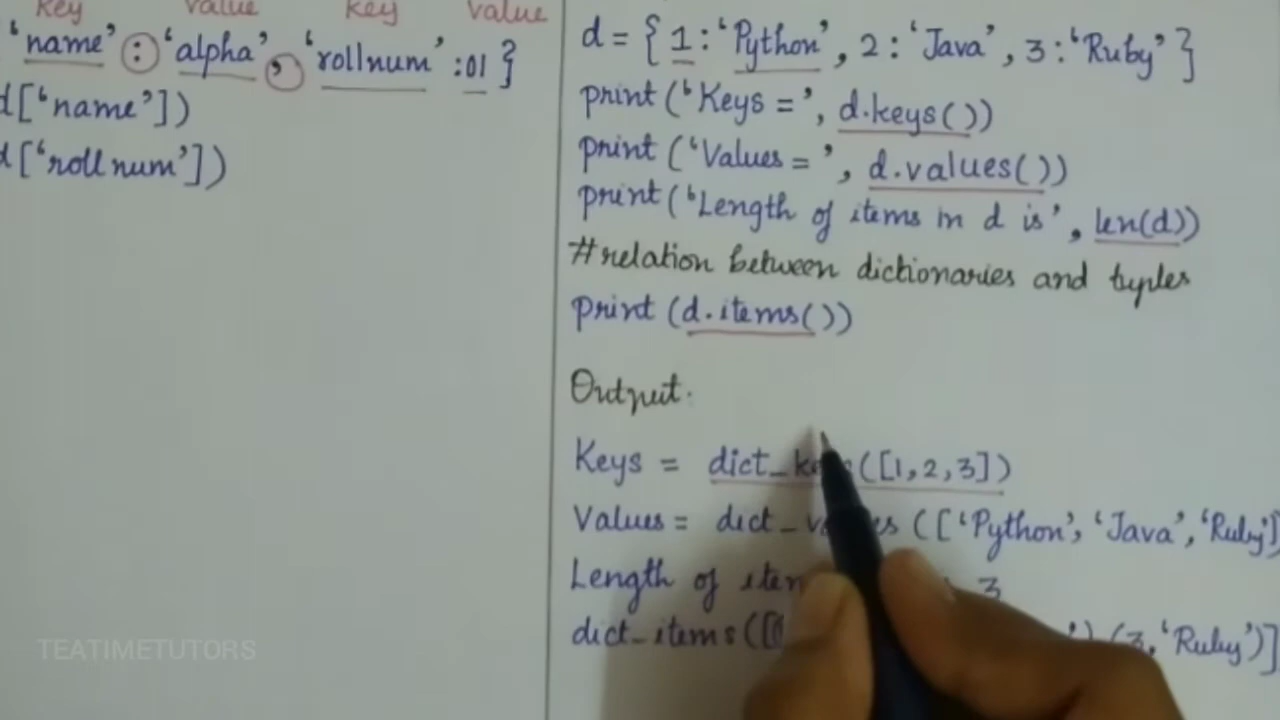 key value key value
'name' : 'alpha', 'rollnum' :01}
d['name'])
d['roll num'])
d = { 1 : 'Python', 2 : 'Java', 3 : 'Ruby' }
print ('Keys =', d.keys())
print ('Values = ', d.values())
print ('Length of items in d is', len(d))
#relation between dictionaries and tuples
print (d.items())
Output:
Keys = ([1, 2, 3])
Values = (['Python', 'Java', 'Ruby']
Length of 3
dict_items([ (3, 'Ruby')]
TEATIMETUTORS